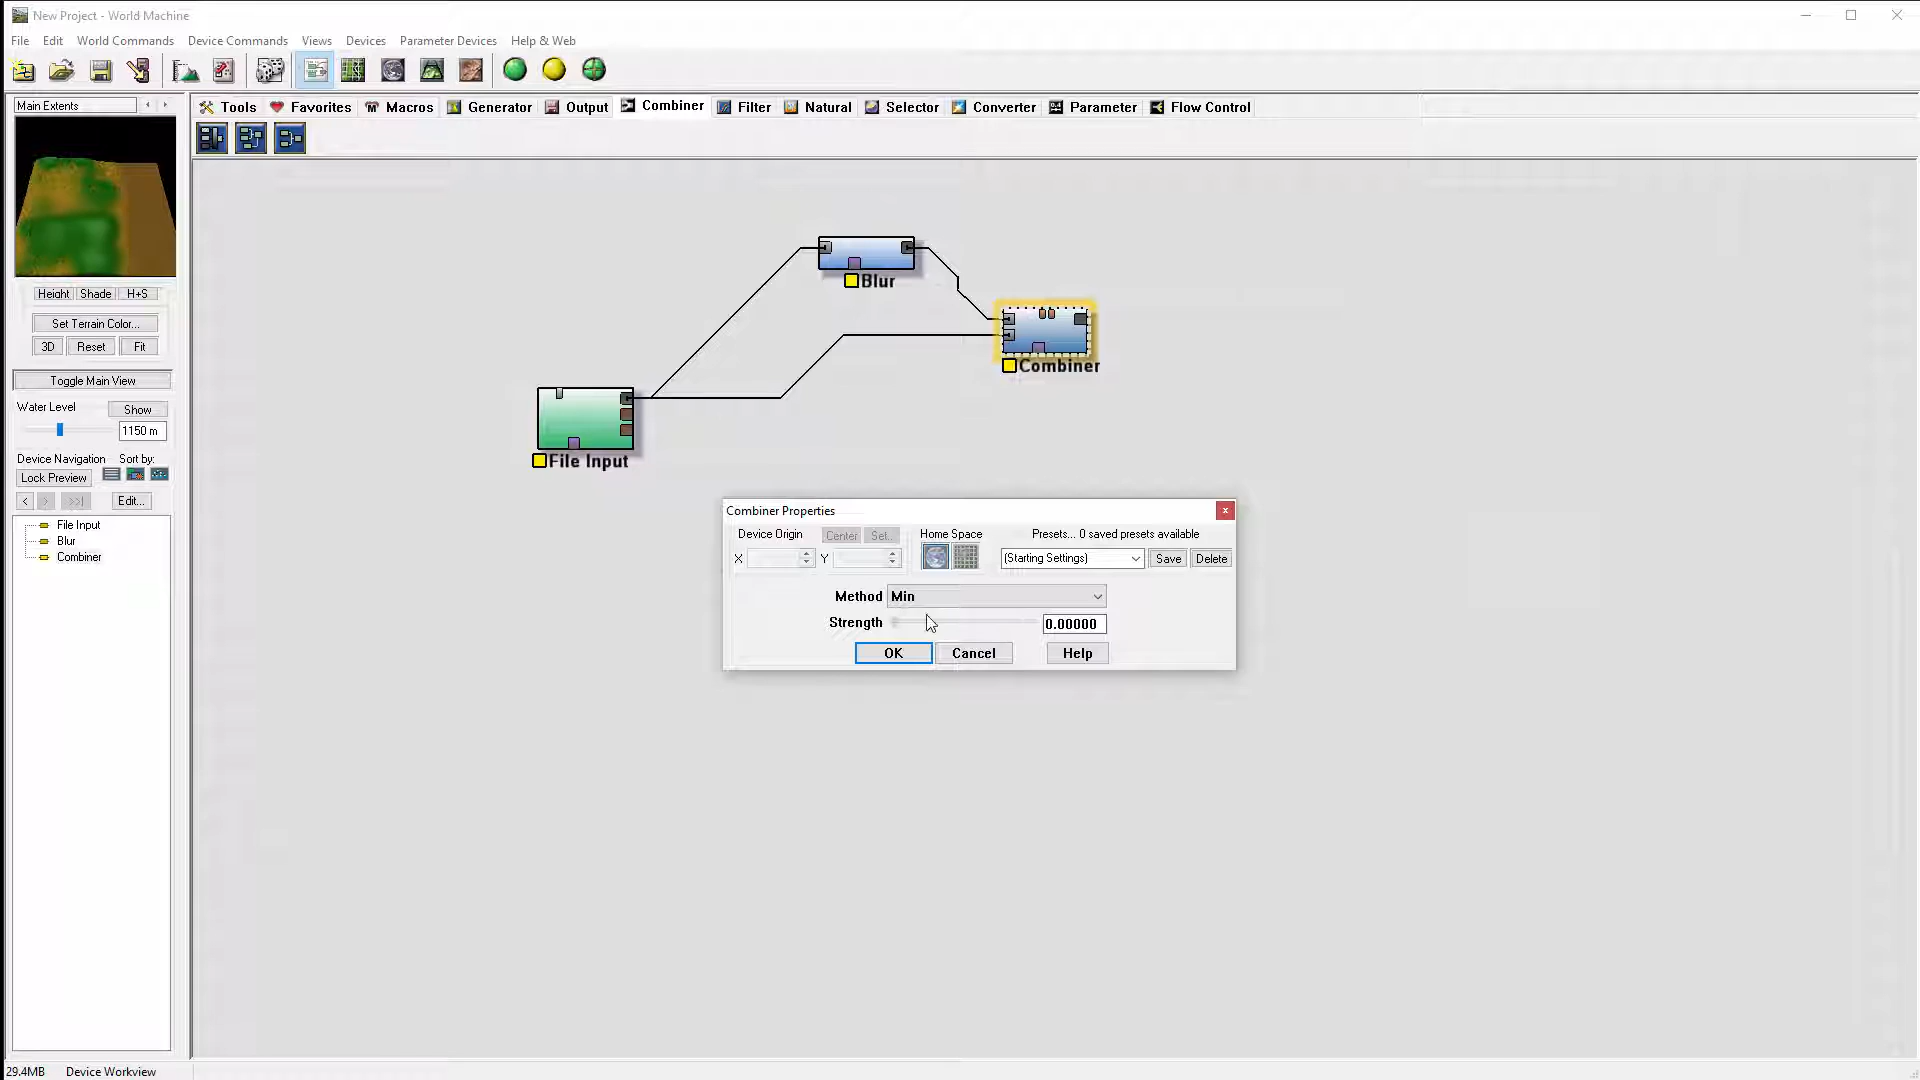 New Project - World Machine
File Edit World Commands Device Commands Views Devices Parameter Devices Help & Web
Main Extents
Tools Favorites Macros Generator Output Combiner Filter Natural Selector Converter Parameter Flow Control
Height Shade H+S
Set Terrain Color...
3D Reset Fit
Toggle Main View
Water Level Show
1150 m
Device Navigation Sort by:
Lock Preview
< > >>| Edit...
File Input
Blur
Combiner
Blur
Combiner
File Input
Combiner Properties x
Device Origin Center Set.. Home Space Presets... 0 saved presets available
X Y (Starting Settings) Save Delete
Method Min
Strength 0.00000
OK Cancel Help
29.4MB Device Workview